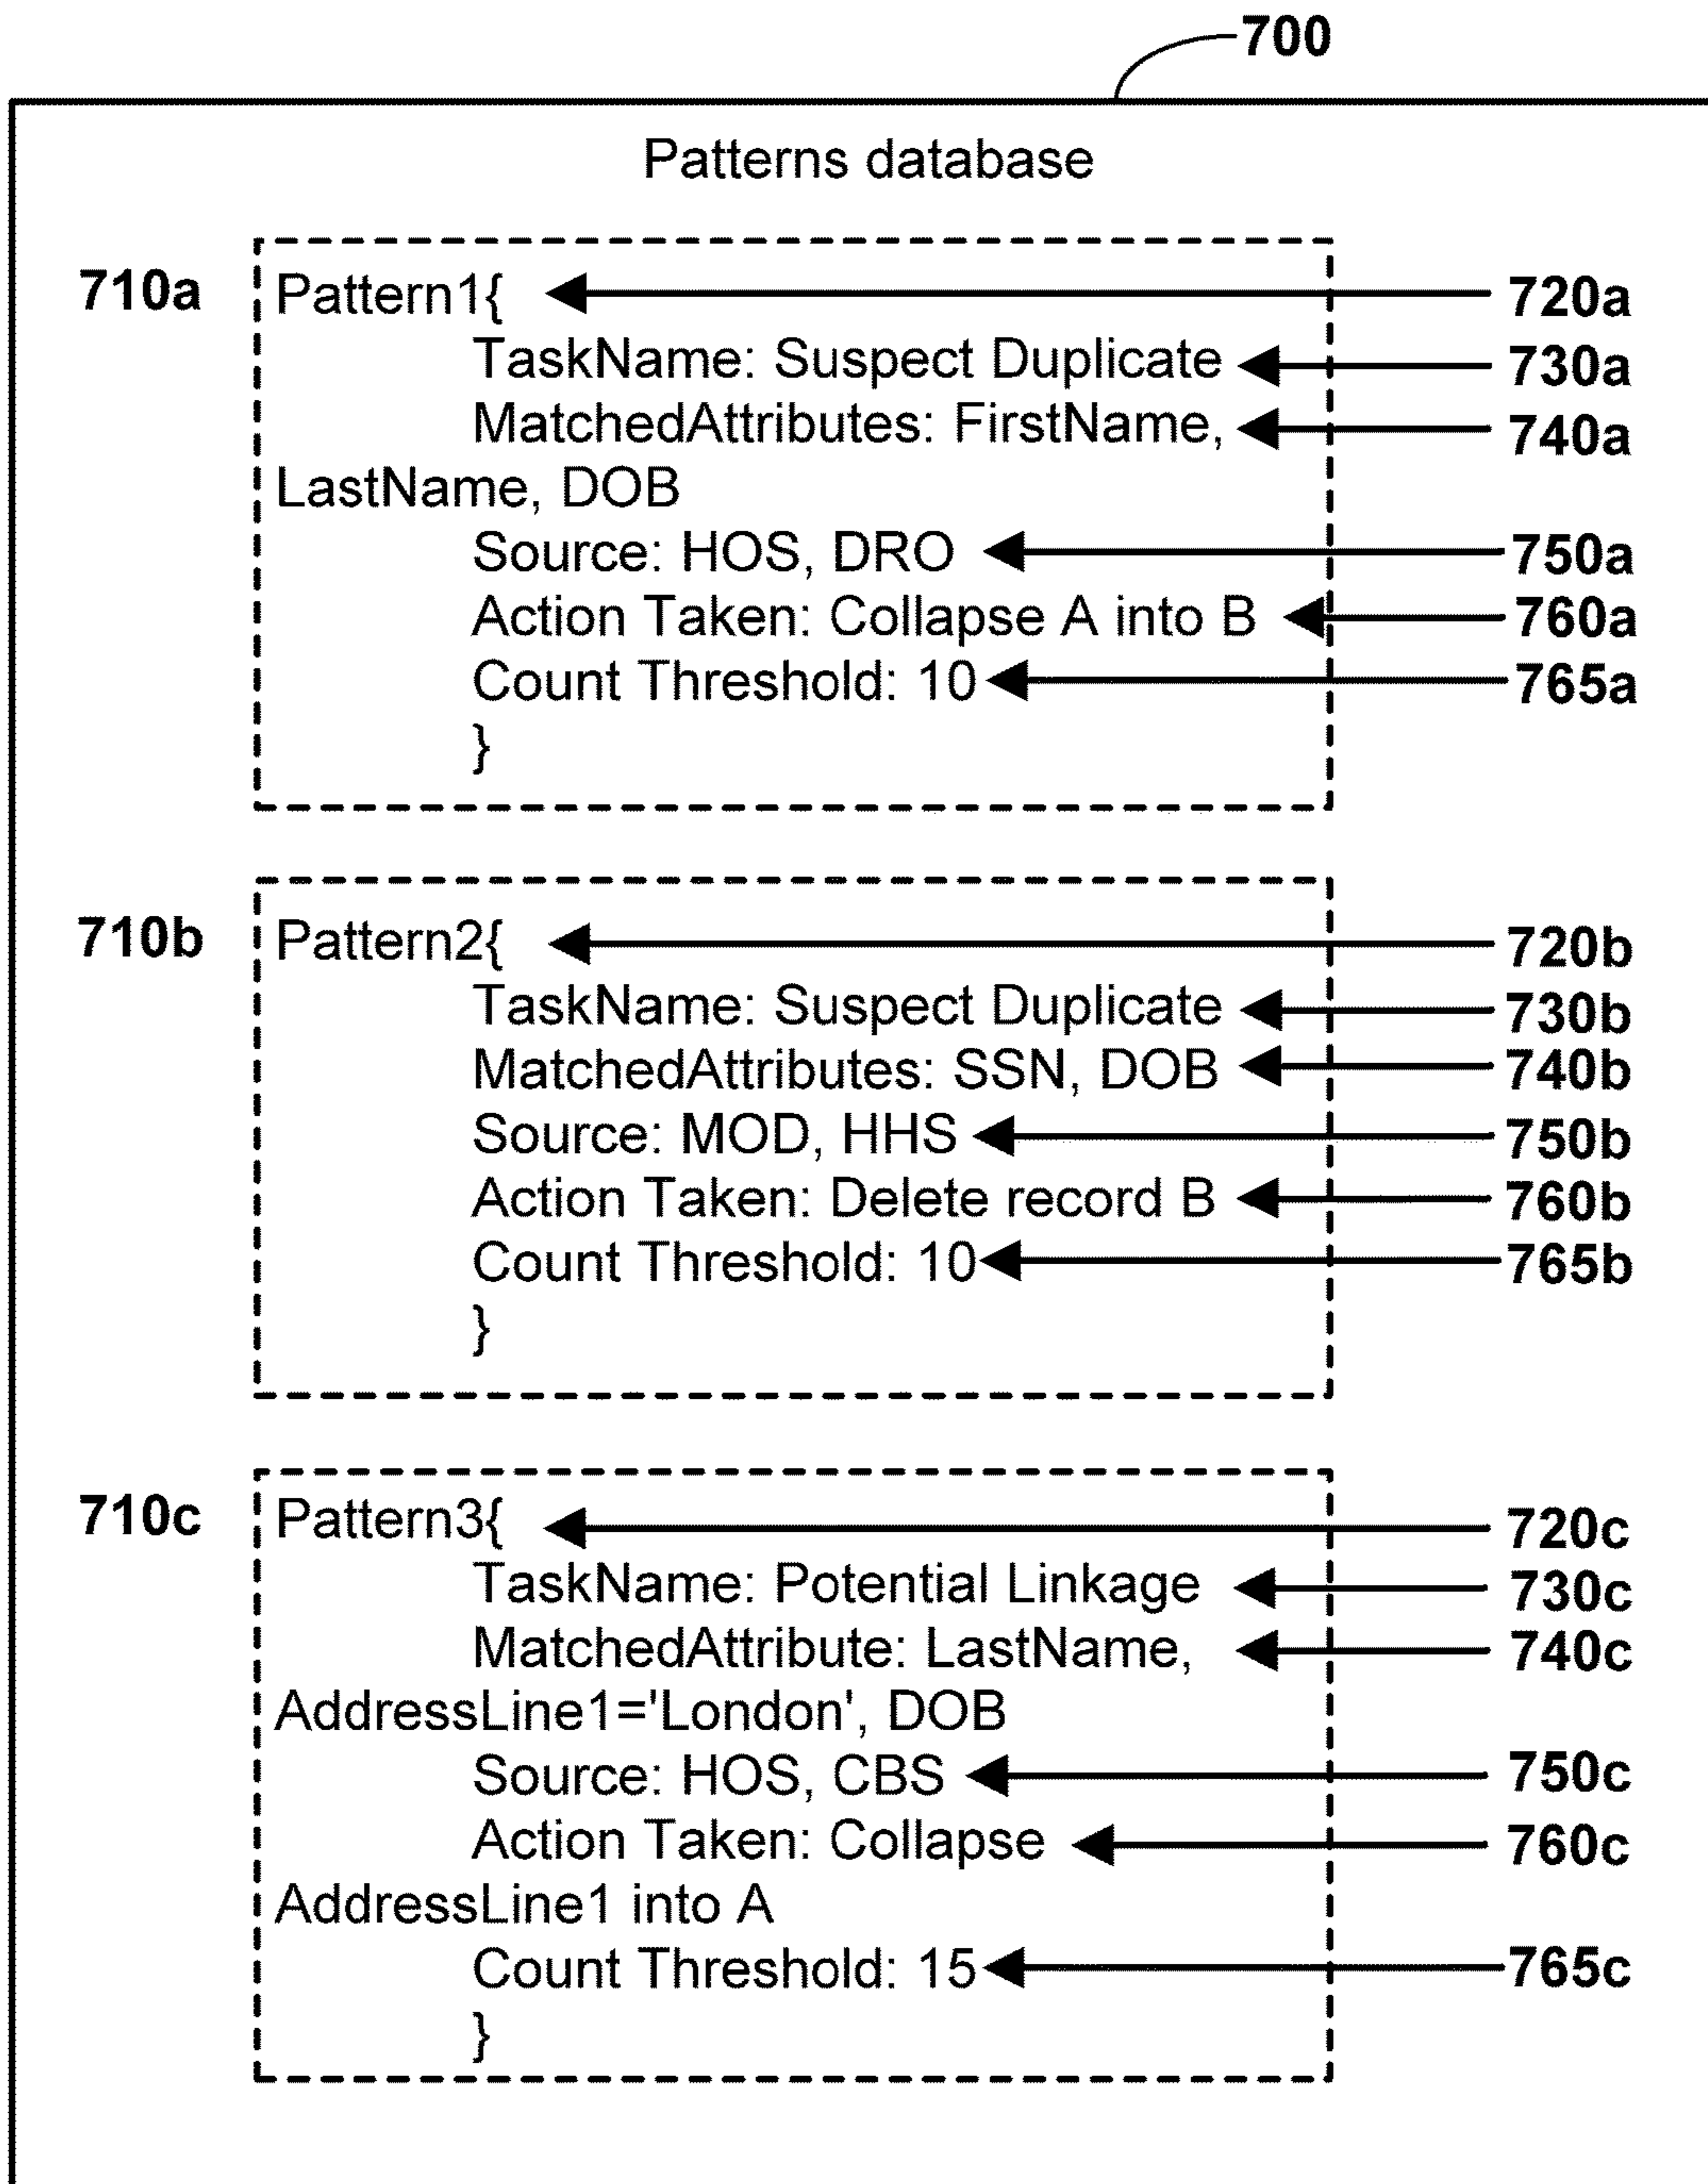 700
Patterns database
710a Pattern1{ 720a
TaskName: Suspect Duplicate 730a
MatchedAttributes: FirstName, 740a
LastName, DOB
Source: HOS, DRO 750a
Action Taken: Collapse A into B 760a
Count Threshold: 10 765a
}
710b Pattern2{ 720b
TaskName: Suspect Duplicate 730b
MatchedAttributes: SSN, DOB 740b
Source: MOD, HHS 750b
Action Taken: Delete record B 760b
Count Threshold: 10 765b
}
710c Pattern3{ 720c
TaskName: Potential Linkage 730c
MatchedAttribute: LastName, 740c
AddressLine1='London', DOB
Source: HOS, CBS 750c
Action Taken: Collapse 760c
AddressLine1 into A
Count Threshold: 15 765c
}